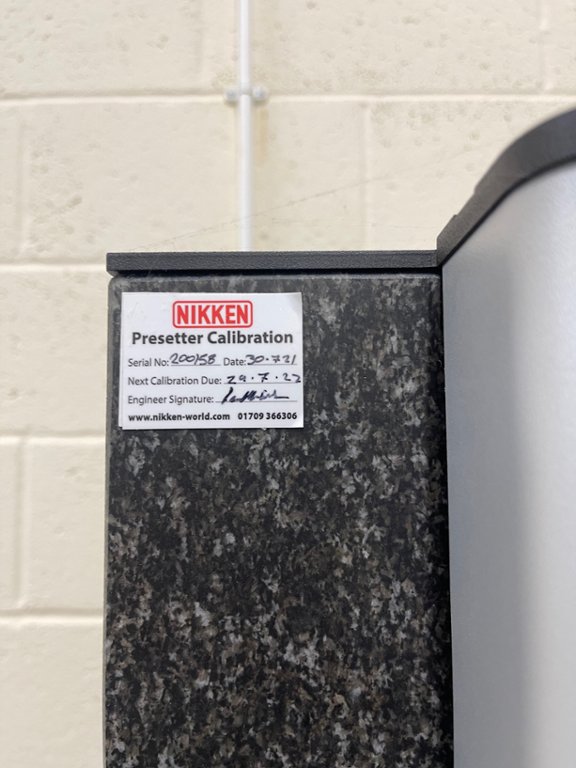 NIKKEN
Presetter Calibration
Serial No: 200158 Date: 30.7.21
Next Calibration Due: 29.7.22
Engineer Signature:
www.nikken-world.com 01709 366306